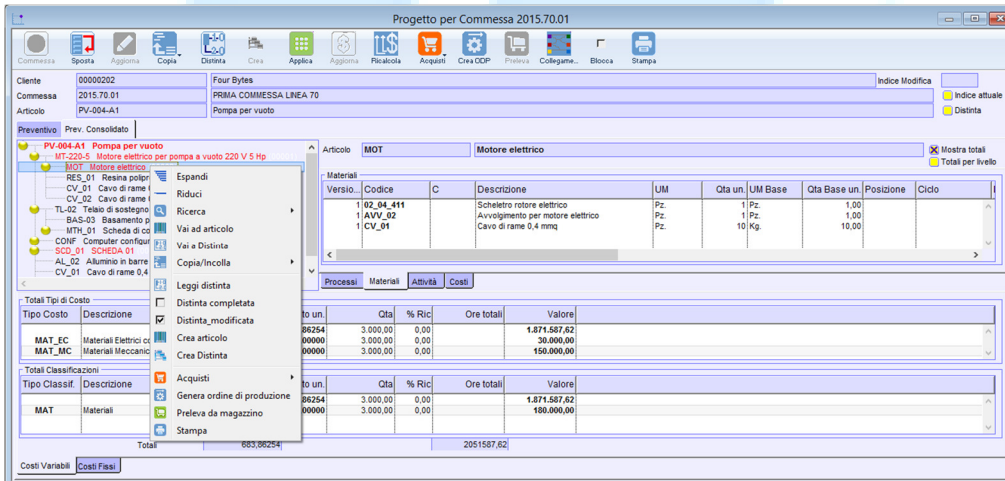 Progetto per Commessa 2015.70.01
Commessa Sposta Aggiorna Copia Distinta Crea Applica Aggiorna Ricalcola Acquisti Crea ODP Preleva Collegame... Blocca Stampa
Cliente 00000202 Four Bytes Indice Modifica
Commessa 2015.70.01 PRIMA COMMESSA LINEA 70 Indice attuale
Articolo PV-004-A1 Pompa per vuoto Distinta
Preventivo Prev. Consolidato
PV-004-A1 Pompa per vuoto
MT-220-5 Motore elettrico per pompa a vuoto 220 V 5 Hp
MOT Motore elettrico
RES_01 Resina polipr
CV_01 Cavo di rame
CV_02 Cavo di rame
TL-02 Telaio di sostegno
BAS-03 Basamento p
MTH_01 Scheda di co
CONF Computer configur
SCD_01 SCHEDA 01
AL_02 Alluminio in barre
CV_01 Cavo di rame 0,4
Espandi
Riduci
Ricerca
Vai ad articolo
Vai a Distinta
Copia/Incolla
Leggi distinta
Distinta completata
Distinta_modificata
Crea articolo
Crea Distinta
Acquisti
Genera ordine di produzione
Preleva da magazzino
Stampa
Articolo MOT Motore elettrico Mostra totali
Totali per livello
Materiali
Versio... Codice C Descrizione UM Qta un. UM Base Qta Base un. Posizione Ciclo
1 02_04_411 Scheletro rotore elettrico Pz. 1 Pz. 1,00
1 AVV_02 Avvolgimento per motore elettrico Pz. 1 Pz. 1,00
1 CV_01 Cavo di rame 0,4 mmq Pz. 10 Kg. 10,00
Processi Materiali Attività Costi
Totali Tipi di Costo
Tipo Costo Descrizione to un. Qta % Ric Ore totali Valore
86254 3.000,00 0,00 1.871.587,62
MAT_EC Materiali Elettrici co 00000 3.000,00 0,00 30.000,00
MAT_MC Materiali Meccanic 00000 3.000,00 0,00 150.000,00
Totali Classificazioni
Tipo Classif. Descrizione to un. Qta % Ric Ore totali Valore
86254 3.000,00 0,00 1.871.587,62
MAT Materiali 00000 3.000,00 0,00 180.000,00
Totali 683,86254 2051587,62
Costi Variabili Costi Fissi